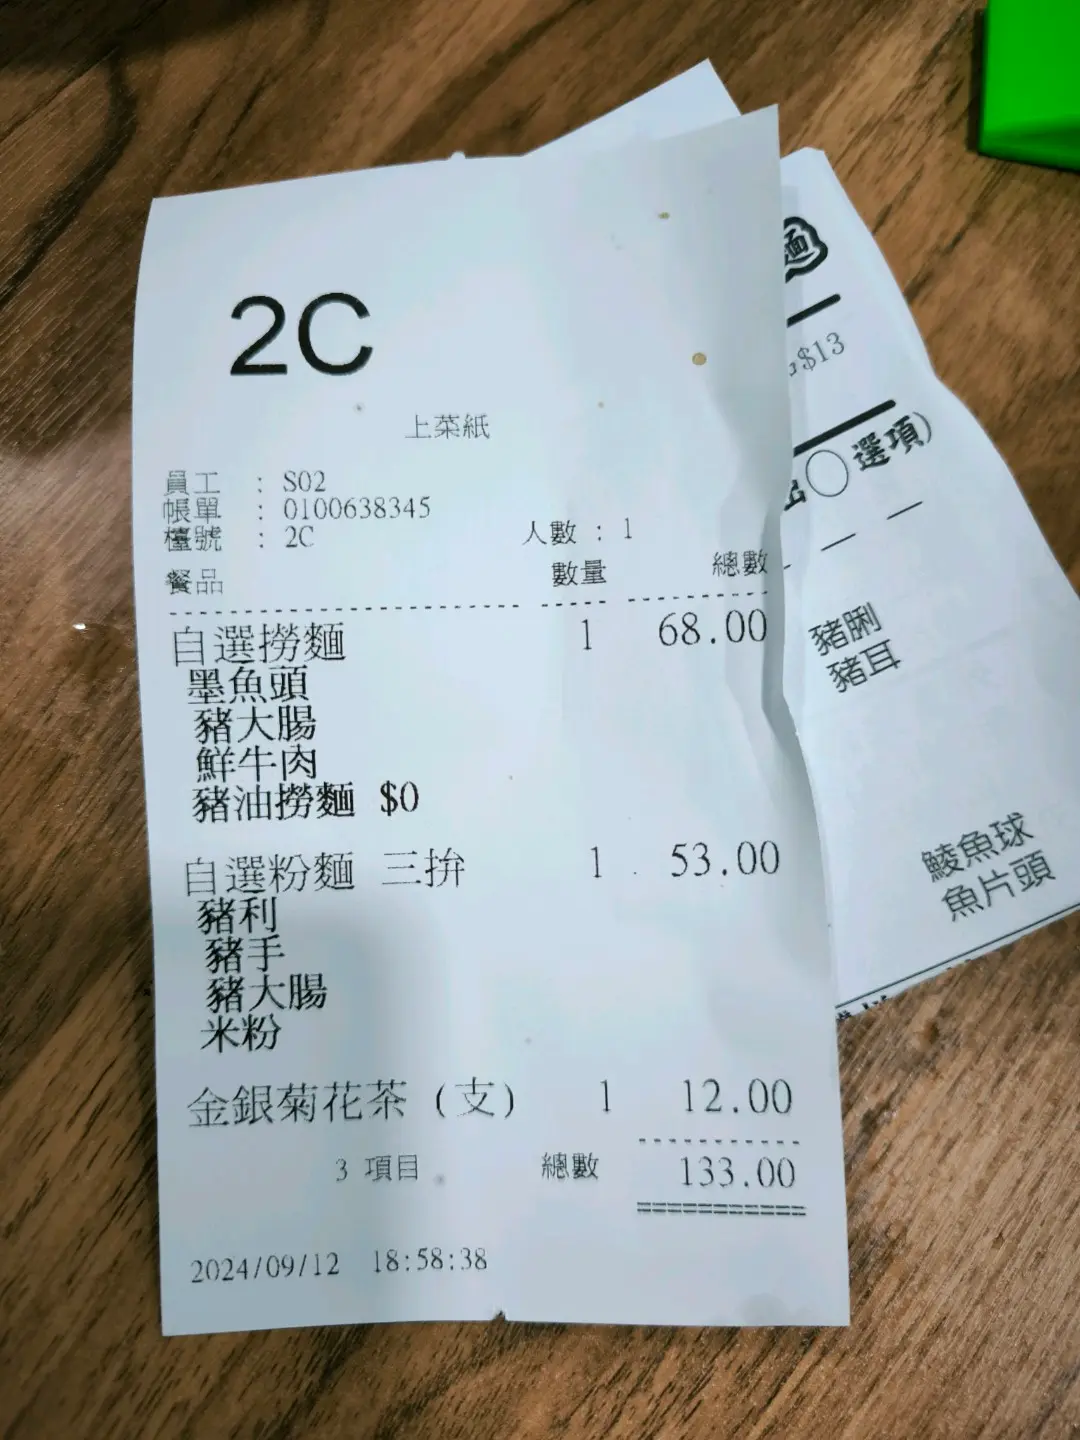 2C
上菜紙
員工 : S02
帳單 : 0100638345
檯號 : 2C 人數 : 1
餐品 數量 總數
自選撈麵 1 68.00
墨魚頭
豬大腸
鮮牛肉
豬油撈麵 $0
自選粉麵 三拚 1 53.00
豬利
豬手
豬大腸
米粉
金銀菊花茶 (支) 1 12.00
3 項目 總數 133.00
2024/09/12 18:58:38
麵
$13
選項)
豬脷
豬耳
鯪魚球
魚片頭